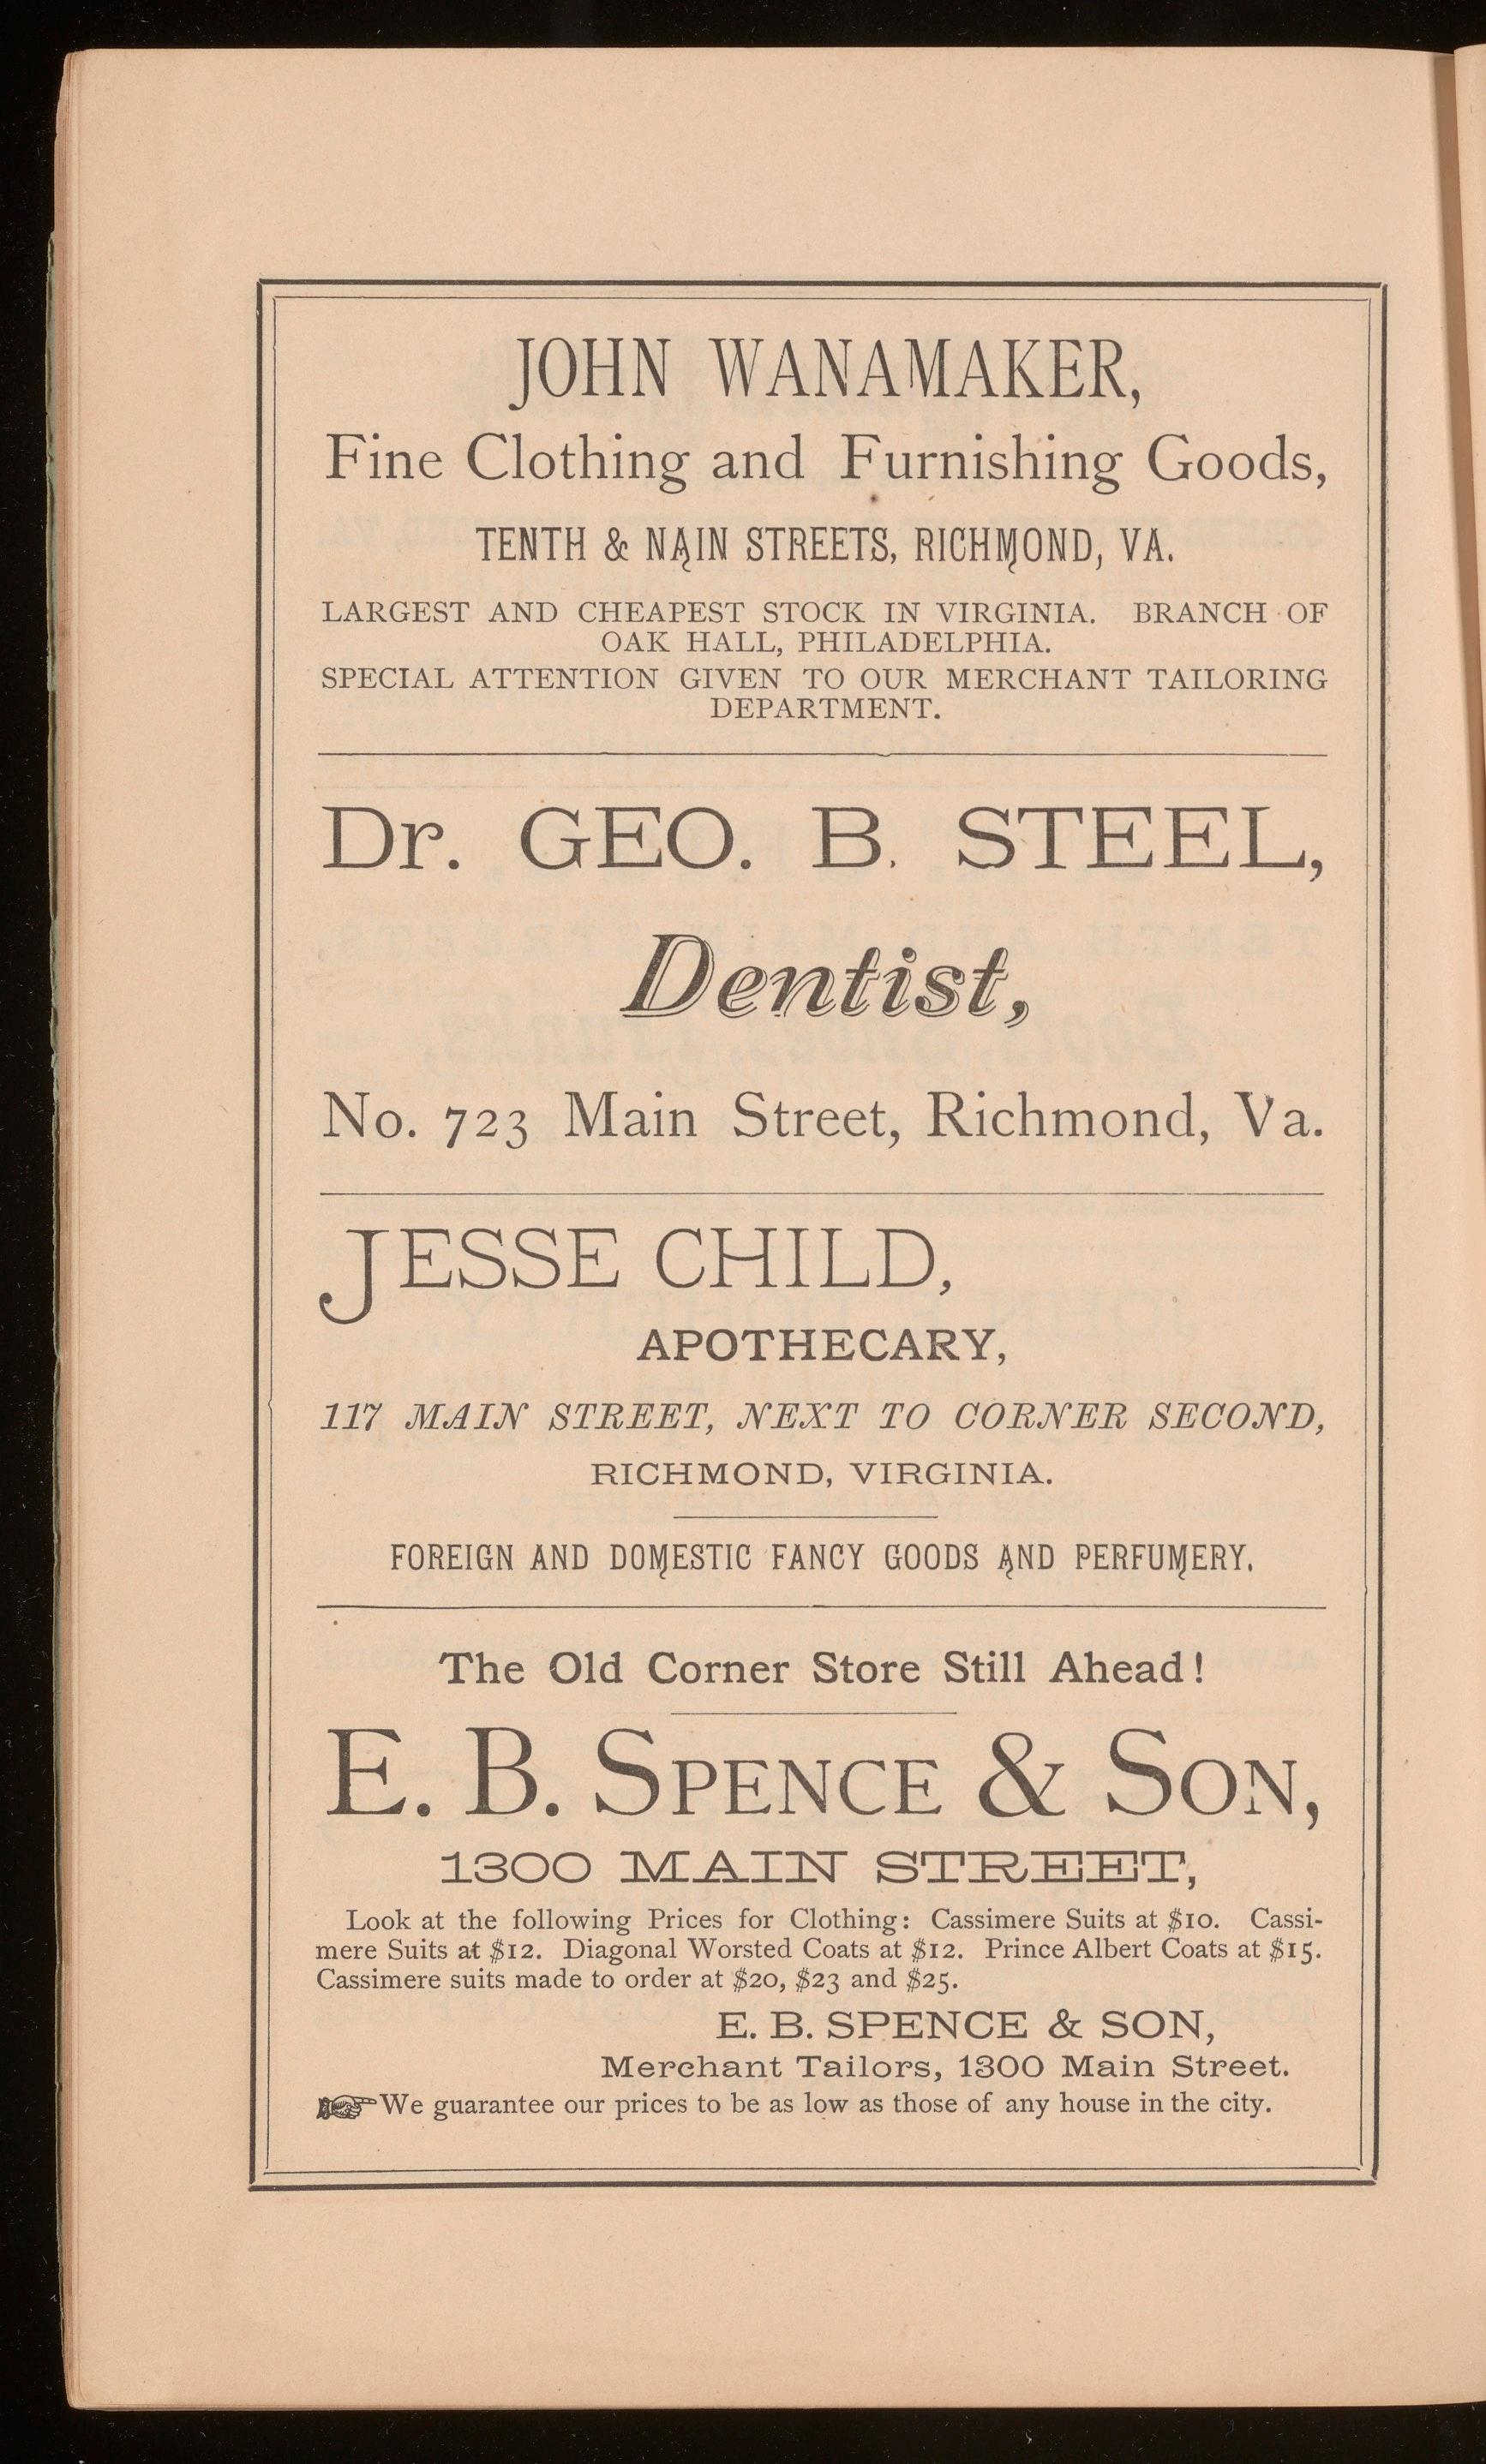 JOHN WANAMAKER,
Fine Clothing and Furnishing Goods,
TENTH & NAIN STREETS, RICHMOND, VA.
LARGEST AND CHEAPEST STOCK IN VIRGINIA. BRANCH OF
OAK HALL, PHILADELPHIA.
SPECIAL ATTENTION GIVEN TO OUR MERCHANT TAILORING
DEPARTMENT.
Dr. GEO. B. STEEL,
Dentist,
No. 723 Main Street, Richmond, Va.
JESSE CHILD,
APOTHECARY,
117 MAIN STREET, NEXT TO CORNER SECOND,
RICHMOND, VIRGINIA.
FOREIGN AND DOMESTIC FANCY GOODS AND PERFUMERY.
The Old Corner Store Still Ahead!
E. B. SPENCE & SON,
1300 MAIN STREET,
Look at the following Prices for Clothing: Cassimere Suits at $10. Cassi-
mere Suits at $12. Diagonal Worsted Coats at $12. Prince Albert Coats at $15.
Cassimere suits made to order at $20, $23 and $25.
E. B. SPENCE & SON,
Merchant Tailors, 1300 Main Street.
☞We guarantee our prices to be as low as those of any house in the city.